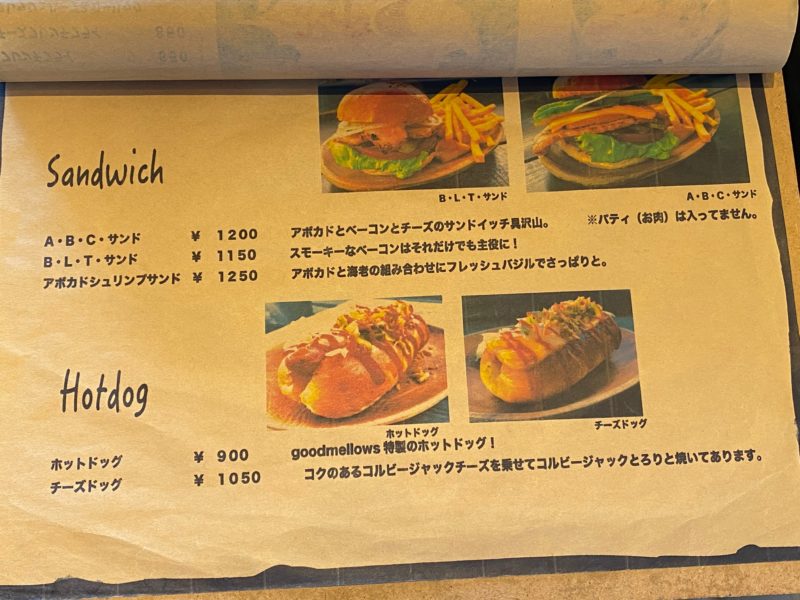 B・L・T・サンド
A・B・C・サンド
Sandwich
A・B・C・サンド ¥ 1200 アボカドとベーコンとチーズのサンドイッチ具沢山。 ※パティ（お肉）は入ってません。
B・L・T・サンド ¥ 1150 スモーキーなベーコンはそれだけでも主役に！
アボカドシュリンプサンド ¥ 1250 アボカドと海老の組み合わせにフレッシュバジルでさっぱりと。
ホットドッグ
チーズドッグ
Hotdog
ホットドッグ ¥ 900 goodmellows 特製のホットドッグ！
チーズドッグ ¥ 1050 コクのあるコルビージャックチーズを乗せてコルビージャックとろりと焼いてあります。